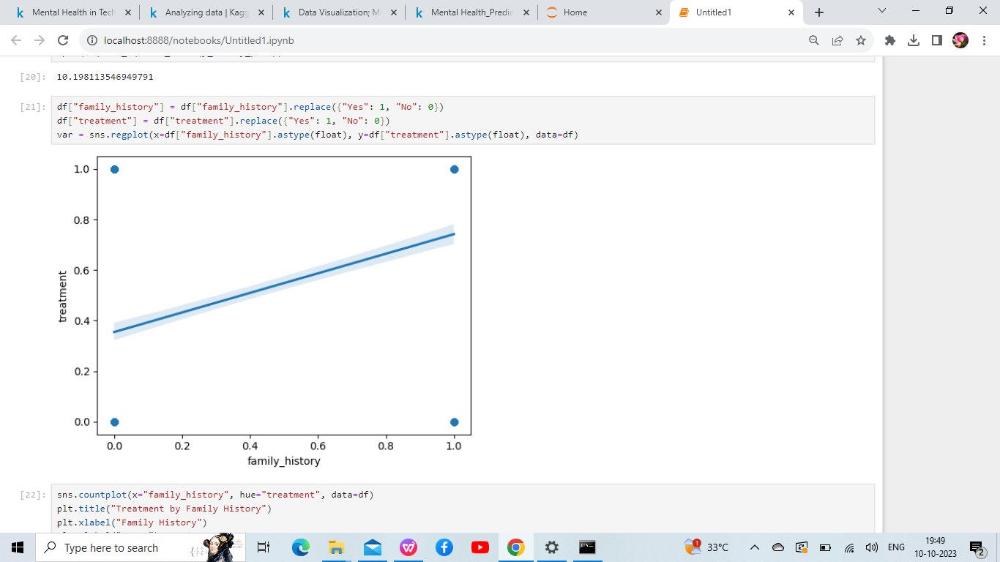 Mental Health in Tech
Analyzing data | Kagg
Data Visualization; M
Mental Health_Predic
Home
Untitled1
localhost:8888/notebooks/Untitled1.ipynb
[20]: 10.198113546949791
[21]: df["family_history"] = df["family_history"].replace({"Yes": 1, "No": 0})
df["treatment"] = df["treatment"].replace({"Yes": 1, "No": 0})
var = sns.regplot(x=df["family_history"].astype(float), y=df["treatment"].astype(float), data=df)
1.0
0.8
0.6
0.4
0.2
0.0
treatment
0.0 0.2 0.4 0.6 0.8 1.0
family_history
[22]: sns.countplot(x="family_history", hue="treatment", data=df)
plt.title("Treatment by Family History")
plt.xlabel("Family History")
Type here to search
1
33°C
ENG
19:49
10-10-2023
2